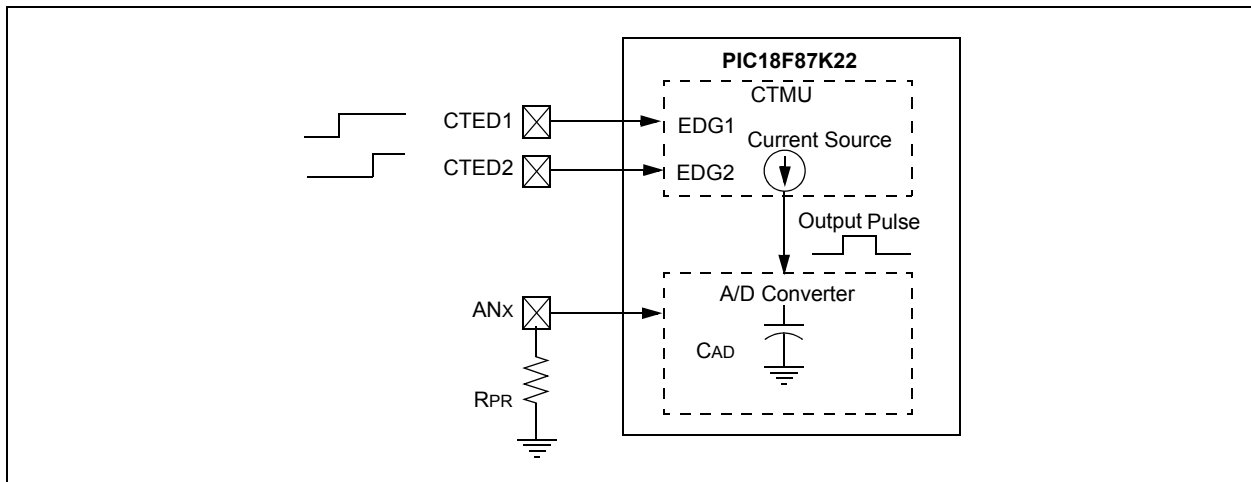 PIC18F87K22
CTMU
CTED1
EDG1
Current Source
CTED2
EDG2
Output Pulse
A/D Converter
ANX
CAD
RPR